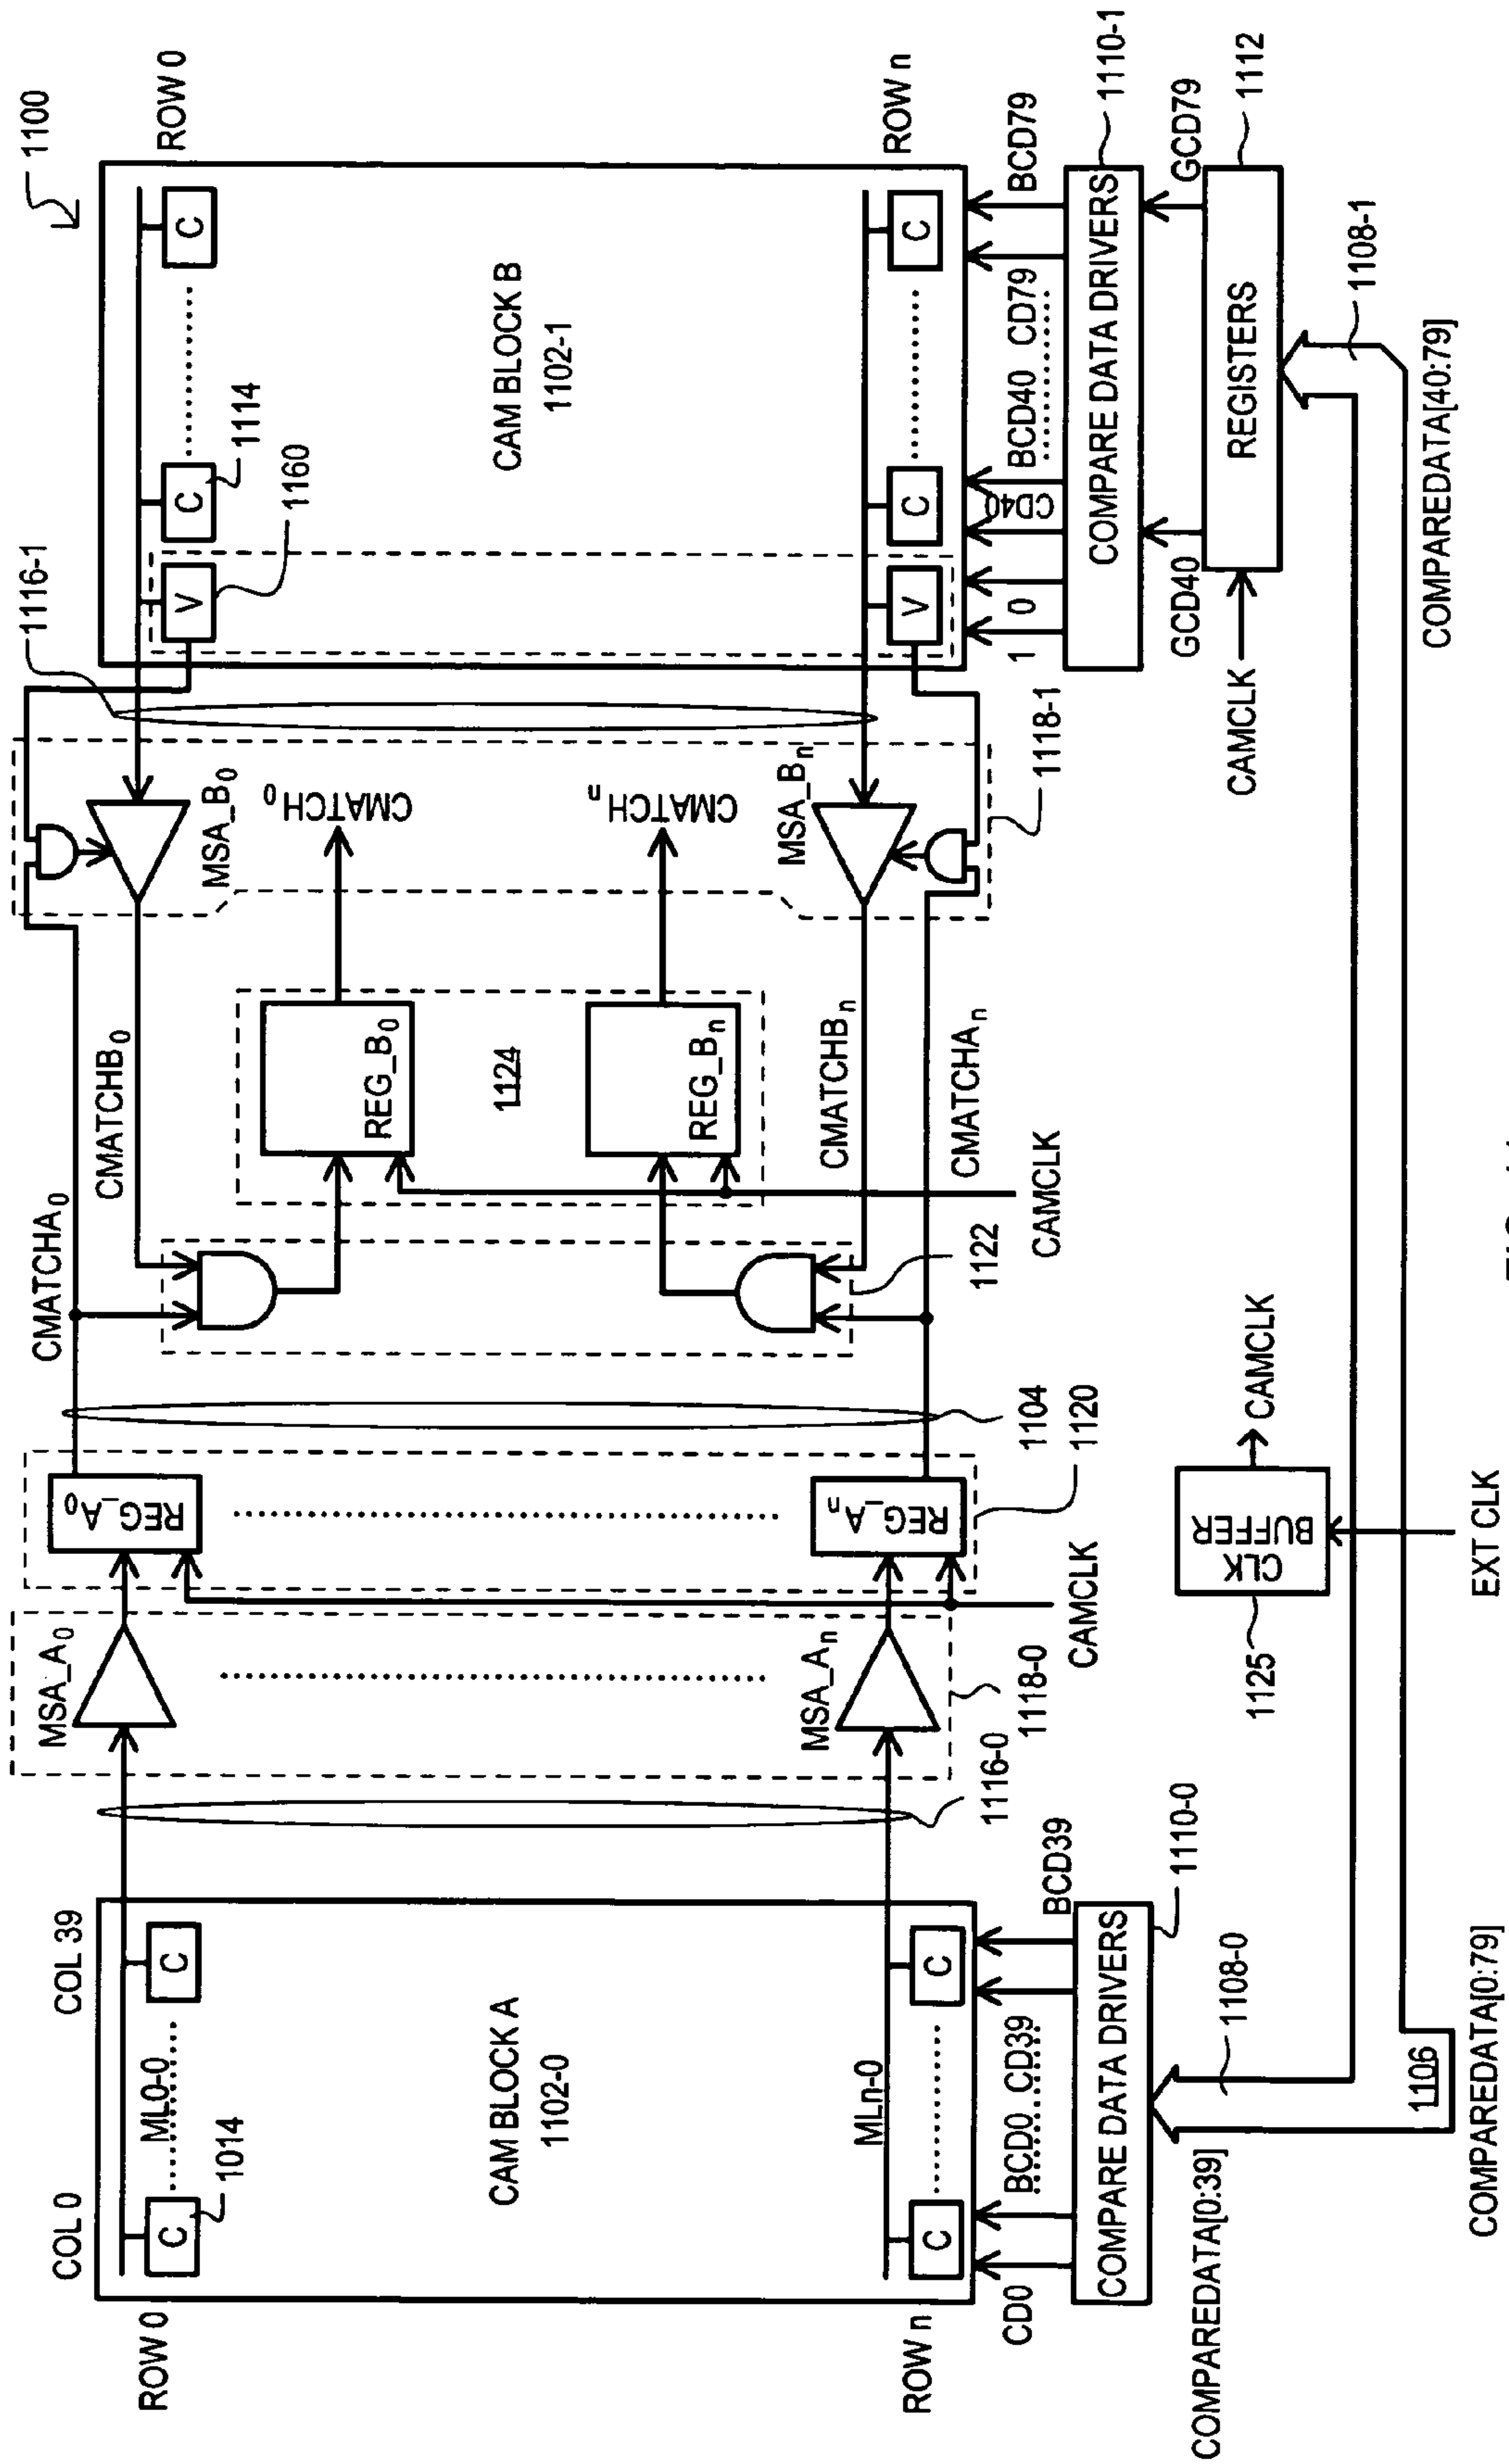 1100
COL 0
COL 39
ROW 0
ML0-0
C
C
1014
CAM BLOCK A
1102-0
MLn-0
ROW n
C
C
CD0
BCD0
CD39
BCD39
COMPARE DATA DRIVERS
1110-0
COMPAREDATA[0:39]
1108-0
1106
COMPAREDATA[0:79]
1116-0
MSA_A0
MSA_An
1118-0
REG_A0
REG_An
1104
1120
CAMCLK
CLK
BUFFER
1125
CAMCLK
EXT CLK
CMATCHA0
CMATCHB0
1122
REG_B0
1124
REG_Bn
CAMCLK
CMATCHBn
CMATCHAn
CMATCH0
CMATCHn
MSA_B0
MSA_Bn
1116-1
1118-1
ROW 0
V
C
C
1160
1114
CAM BLOCK B
1102-1
ROW n
V
C
C
1
0
CD40
BCD40
CD79
BCD79
COMPARE DATA DRIVERS
1110-1
GCD40
GCD79
CAMCLK
REGISTERS
1112
1108-1
COMPAREDATA[40:79]